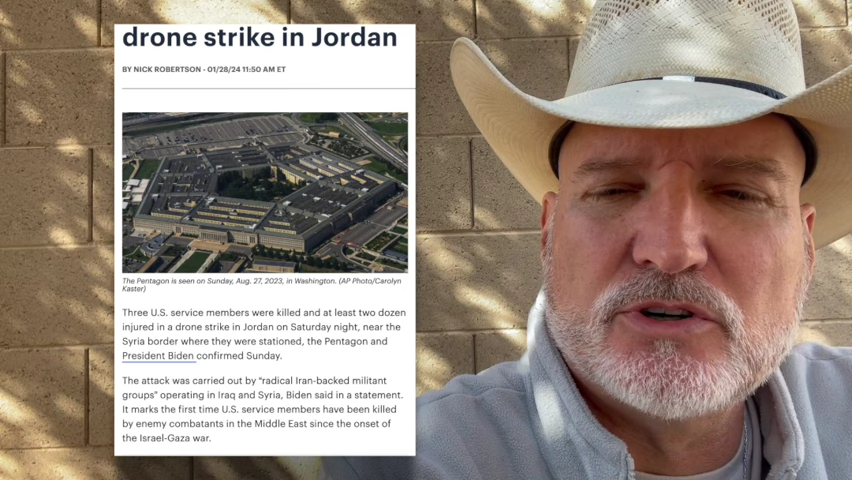 drone strike in Jordan
BY NICK ROBERTSON - 01/28/24 11:50 AM ET
The Pentagon is seen on Sunday, Aug. 27, 2023, in Washington. (AP Photo/Carolyn
Kaster)
Three U.S. service members were killed and at least two dozen
injured in a drone strike in Jordan on Saturday night, near the
Syria border where they were stationed, the Pentagon and
President Biden confirmed Sunday.
The attack was carried out by “radical Iran-backed militant
groups” operating in Iraq and Syria, Biden said in a statement.
It marks the first time U.S. service members have been killed
by enemy combatants in the Middle East since the onset of
the Israel-Gaza war.